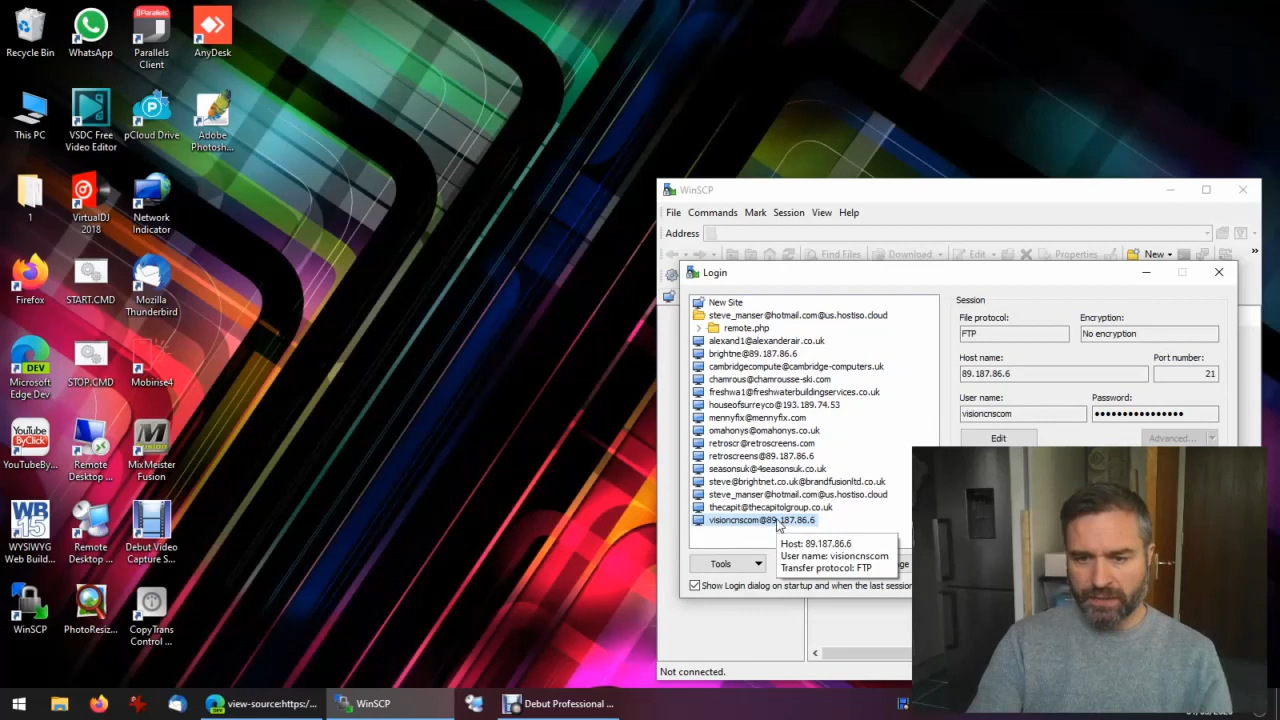 Recycle Bin
WhatsApp
Parallels
Client
AnyDesk
This PC
VSDC Free
Video Editor
pCloud Drive
Adobe
Photosh...
1
VirtualDJ
2018
Network
Indicator
Firefox
START.CMD
Mozilla
Thunderbird
DEV
Microsoft
Edge Dev
STOP.CMD
Mobirise4
YouTube
By Click
YouTubeBy...
Remote
Desktop ...
MixMeister
Fusion
WB
15
WYSIWYG
Web Build...
Remote
Desktop ...
Debut Video
Capture S...
WinSCP
PhotoResiz...
CopyTrans
Control ...
WinSCP
File Commands Mark Session View Help
Address
Find Files Download Edit Properties New
Login
New Site
steve_manser@hotmail.com@us.hostiso.cloud
remote.php
alexand1@alexanderair.co.uk
brightne@89.187.86.6
cambridgecompute@cambridge-computers.uk
chamrous@chamrousse-ski.com
freshwa1@freshwaterbuildingservices.co.uk
houseofsurreyco@193.189.74.53
mennyfix@mennyfix.com
omahonys@omahonys.co.uk
retroscr@retroscreens.com
retroscreens@89.187.86.6
seasonsuk@4seasonsuk.co.uk
steve@brightnet.co.uk@brandfusionltd.co.uk
steve_manser@hotmail.com@us.hostiso.cloud
thecapit@thecapitolgroup.co.uk
visioncnscom@89.187.86.6
Host: 89.187.86.6
User name: visioncnscom
Transfer protocol: FTP
Session
File protocol: Encryption:
FTP No encryption
Host name: Port number:
89.187.86.6 21
User name: Password:
visioncnscom ••••••••••••••••
Edit Advanced...
Tools
Show Login dialog on startup and when the last session
Not connected.
view-source:https:/...
WinSCP
Debut Professional ...